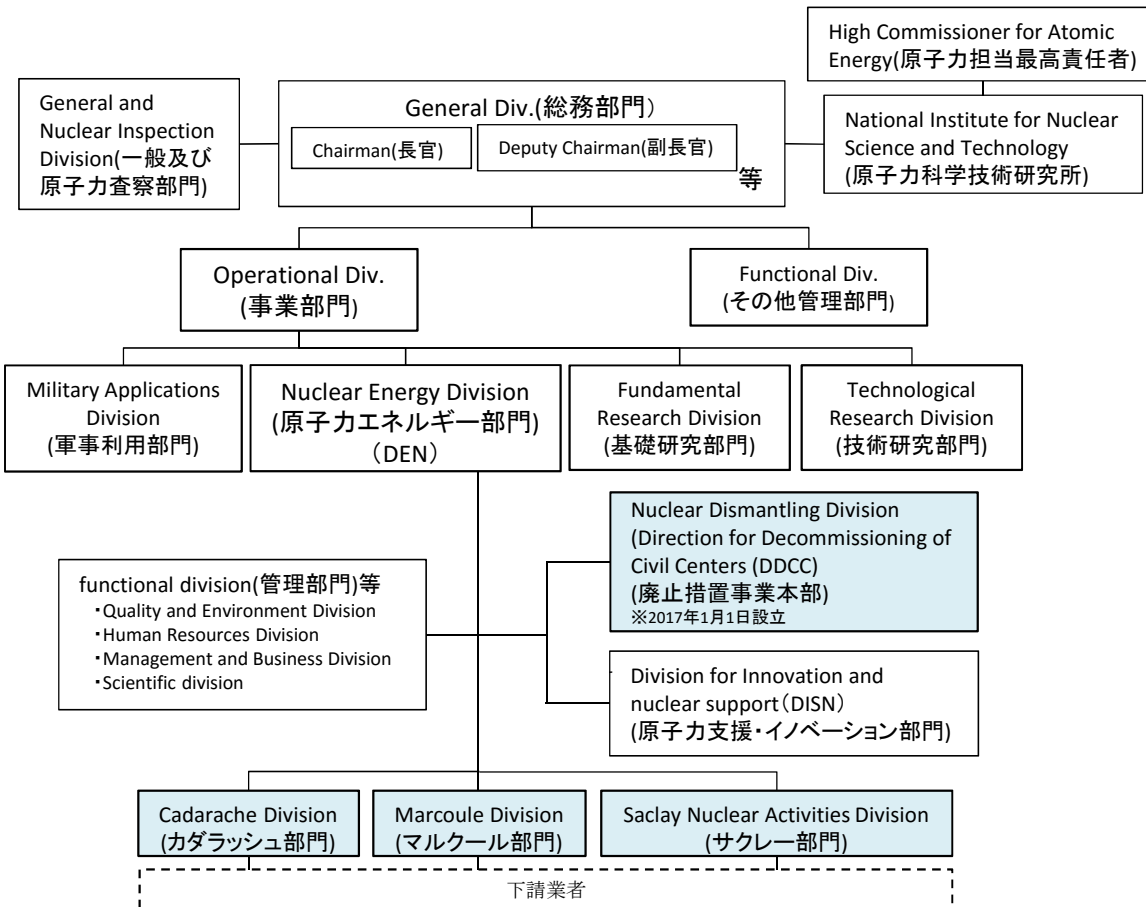 High Commissioner for Atomic
Energy(原子力担当最高責任者)
General and
Nuclear Inspection
Division(一般及び
原子力査察部門)
General Div.(総務部門)
Chairman(長官)
Deputy Chairman(副長官)
等
National Institute for Nuclear
Science and Technology
(原子力科学技術研究所)
Operational Div.
(事業部門)
Functional Div.
(その他管理部門)
Military Applications
Division
(軍事利用部門)
Nuclear Energy Division
(原子力エネルギー部門)
(DEN)
Fundamental
Research Division
(基礎研究部門)
Technological
Research Division
(技術研究部門)
Nuclear Dismantling Division
(Direction for Decommissioning of
Civil Centers (DDCC)
(廃止措置事業本部)
※2017年1月1日設立
functional division(管理部門)等
・Quality and Environment Division
・Human Resources Division
・Management and Business Division
・Scientific division
Division for Innovation and
nuclear support(DISN)
(原子力支援・イノベーション部門)
Cadarache Division
(カダラッシュ部門)
Marcoule Division
(マルクール部門)
Saclay Nuclear Activities Division
(サクレー部門)
下請業者